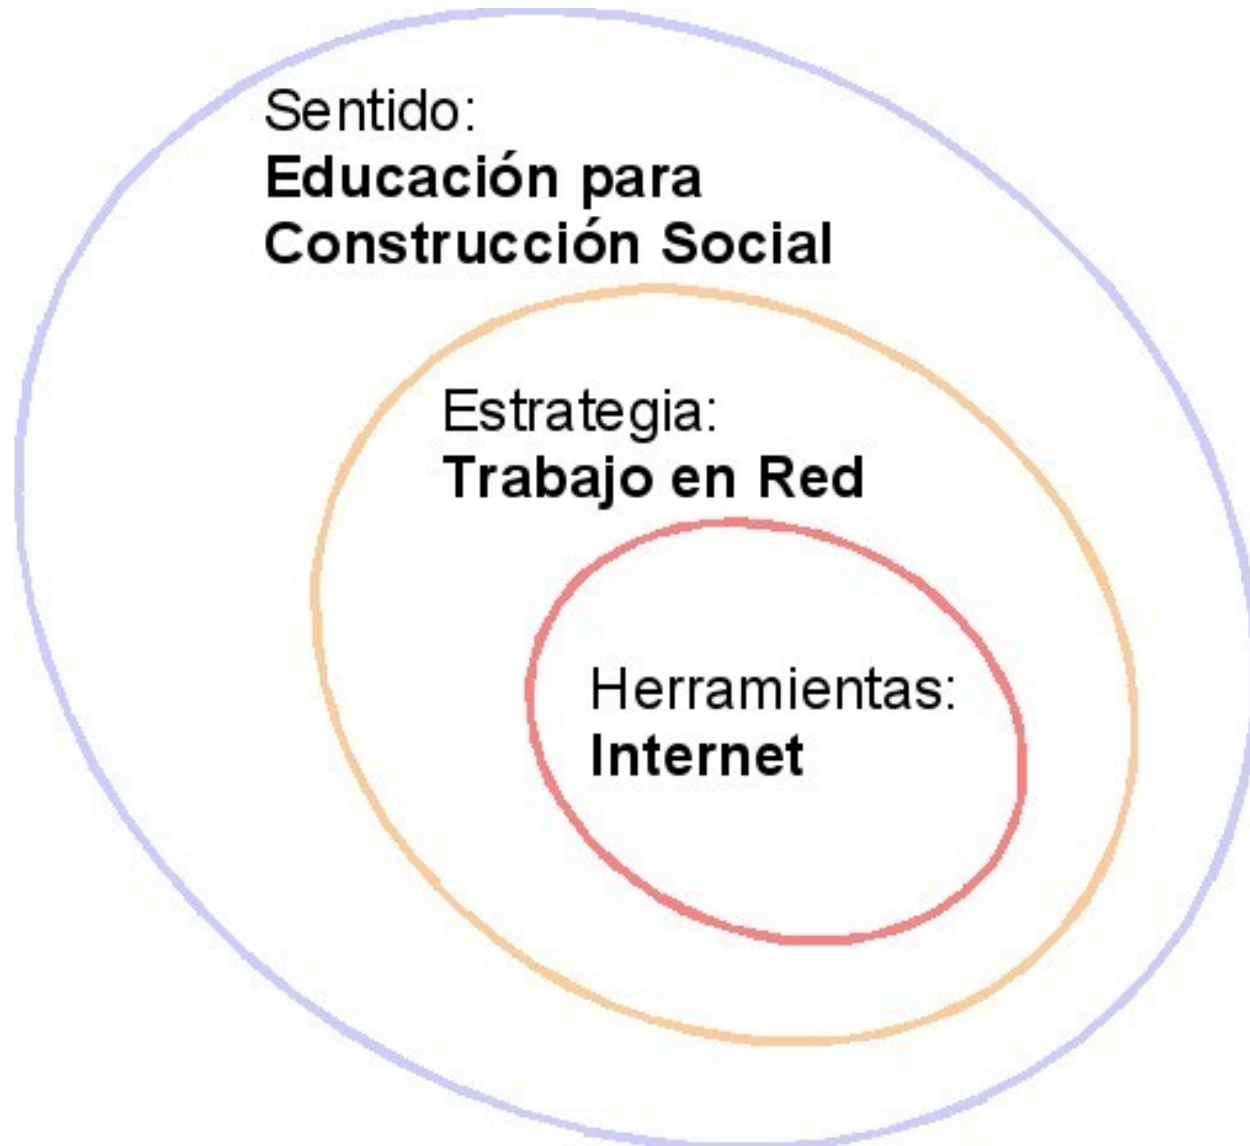 Sentido:
Educación para
Construcción Social
Estrategia:
Trabajo en Red
Herramientas:
Internet